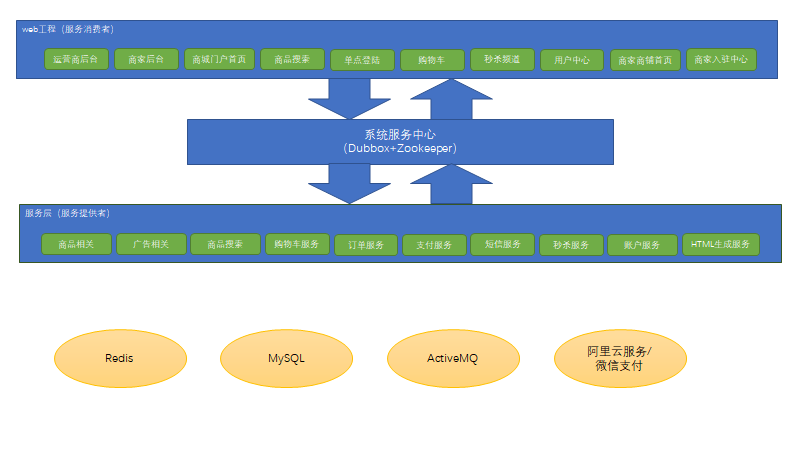 web工程（服务消费者）
运营商后台
商家后台
商城门户首页
商品搜索
单点登陆
购物车
秒杀频道
用户中心
商家商铺首页
商家入驻中心
系统服务中心
（Dubbox+Zookeeper）
服务层（服务提供者）
商品相关
广告相关
商品搜索
购物车服务
订单服务
支付服务
短信服务
秒杀服务
账户服务
HTML生成服务
Redis
MySQL
ActiveMQ
阿里云服务/
微信支付